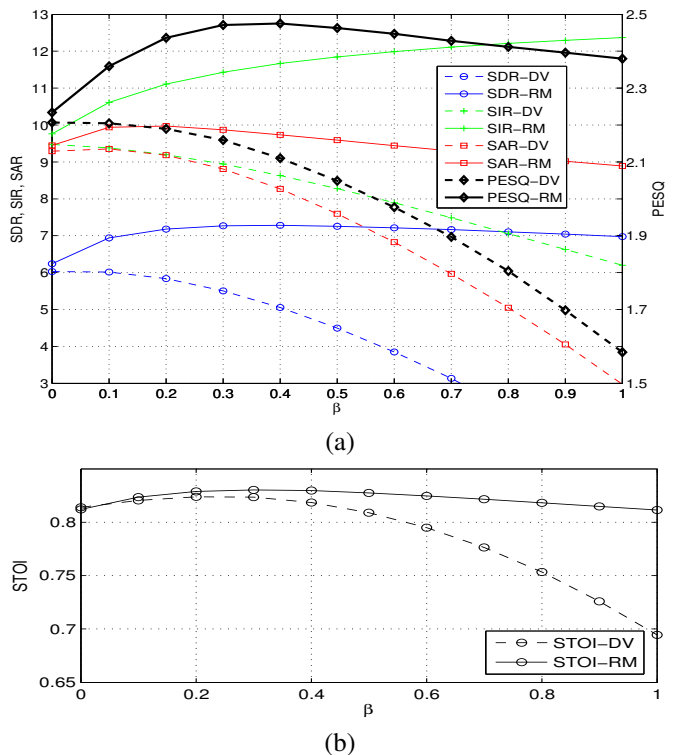 13
12
11
10
9
8
7
6
5
4
3
SDR, SIR, SAR
2.5
2.3
2.1
1.9
1.7
1.5
PESQ
SDR−DV
SDR−RM
SIR−DV
SIR−RM
SAR−DV
SAR−RM
PESQ−DV
PESQ−RM
0 0.1 0.2 0.3 0.4 0.5 0.6 0.7 0.8 0.9 1
β
(a)
0.8
0.75
0.7
0.65
STOI
STOI−DV
STOI−RM
0 0.2 0.4 0.6 0.8 1
β
(b)